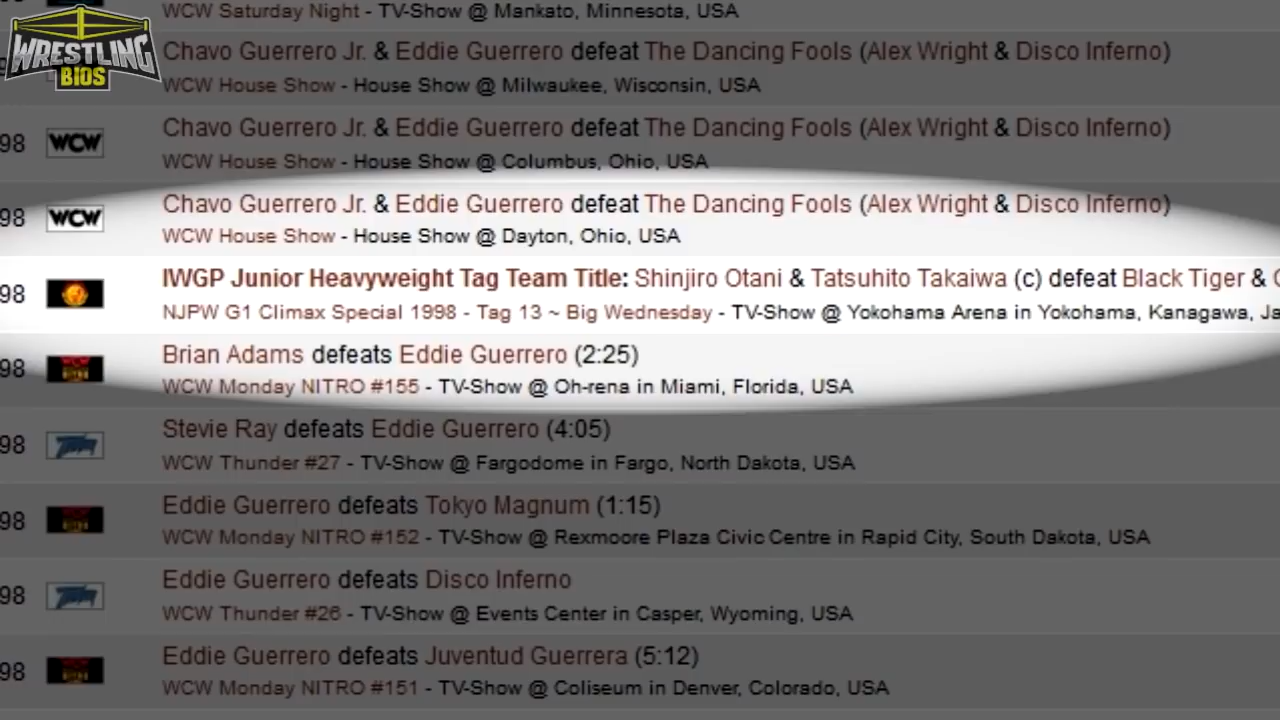 WRESTLING
BIOS
WCW Saturday Night - TV-Show @ Mankato, Minnesota, USA
Chavo Guerrero Jr. & Eddie Guerrero defeat The Dancing Fools (Alex Wright & Disco Inferno)
WCW House Show - House Show @ Milwaukee, Wisconsin, USA
98 WCW Chavo Guerrero Jr. & Eddie Guerrero defeat The Dancing Fools (Alex Wright & Disco Inferno)
WCW House Show - House Show @ Columbus, Ohio, USA
98 WCW Chavo Guerrero Jr. & Eddie Guerrero defeat The Dancing Fools (Alex Wright & Disco Inferno)
WCW House Show - House Show @ Dayton, Ohio, USA
98 IWGP Junior Heavyweight Tag Team Title: Shinjiro Otani & Tatsuhito Takaiwa (c) defeat Black Tiger &
NJPW G1 Climax Special 1998 - Tag 13 ~ Big Wednesday - TV-Show @ Yokohama Arena in Yokohama, Kanagawa, Ja
98 Brian Adams defeats Eddie Guerrero (2:25)
WCW Monday NITRO #155 - TV-Show @ Oh-rena in Miami, Florida, USA
98 Stevie Ray defeats Eddie Guerrero (4:05)
WCW Thunder #27 - TV-Show @ Fargodome in Fargo, North Dakota, USA
98 Eddie Guerrero defeats Tokyo Magnum (1:15)
WCW Monday NITRO #152 - TV-Show @ Rexmoore Plaza Civic Centre in Rapid City, South Dakota, USA
98 Eddie Guerrero defeats Disco Inferno
WCW Thunder #26 - TV-Show @ Events Center in Casper, Wyoming, USA
98 Eddie Guerrero defeats Juventud Guerrera (5:12)
WCW Monday NITRO #151 - TV-Show @ Coliseum in Denver, Colorado, USA